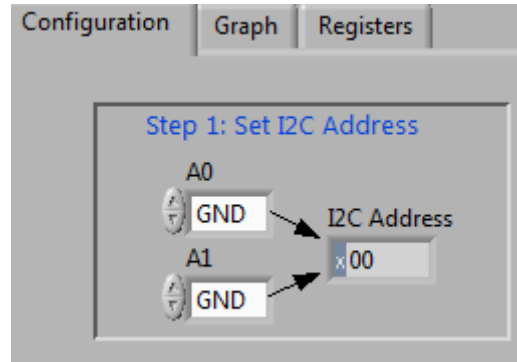 Configuration Graph Registers
Step 1: Set I2C Address
A0
GND
I2C Address
A1
x00
GND